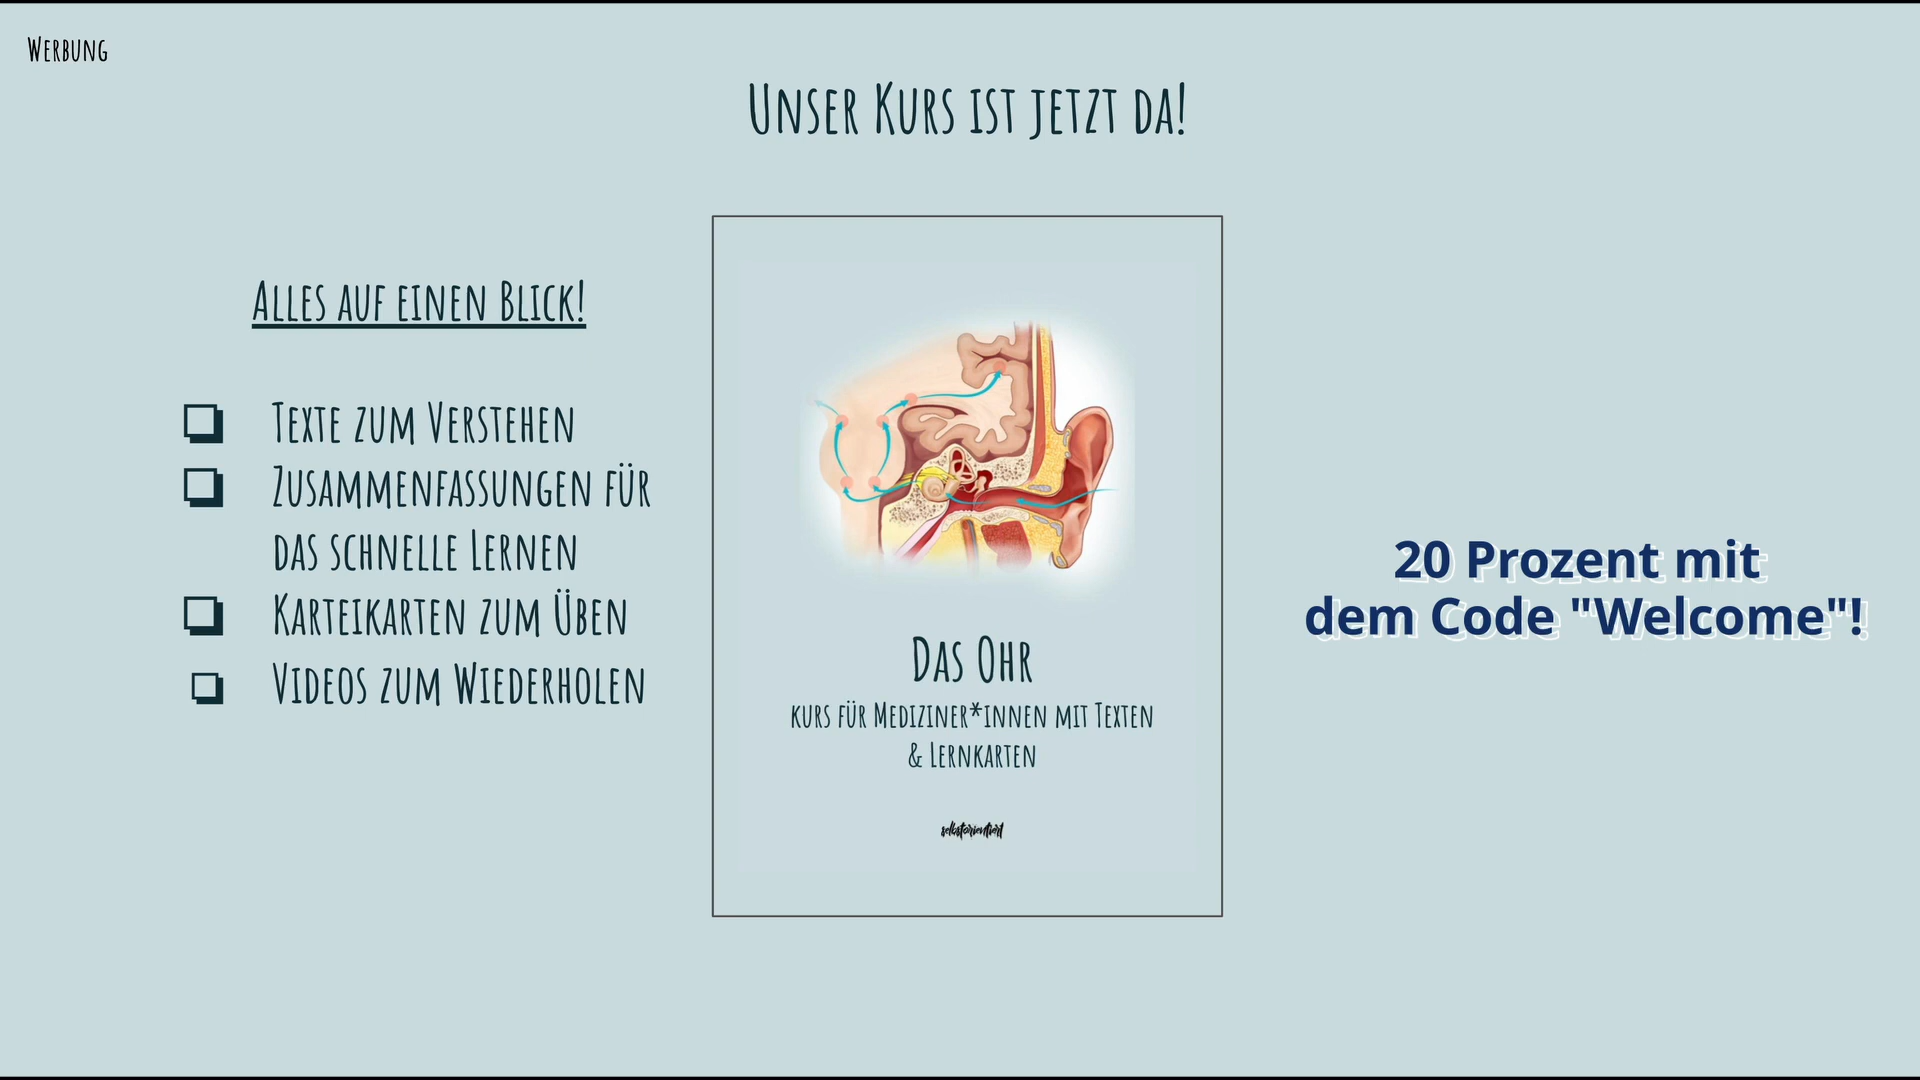 Werbung
Unser Kurs ist jetzt da!
Alles auf einen Blick!
Texte zum Verstehen
Zusammenfassungen für
das schnelle Lernen
Karteikarten zum Üben
Videos zum Wiederholen
Das Ohr
kurs für Mediziner*innen mit Texten
& Lernkarten
selbstorientiert
20 Prozent mit
dem Code "Welcome"!